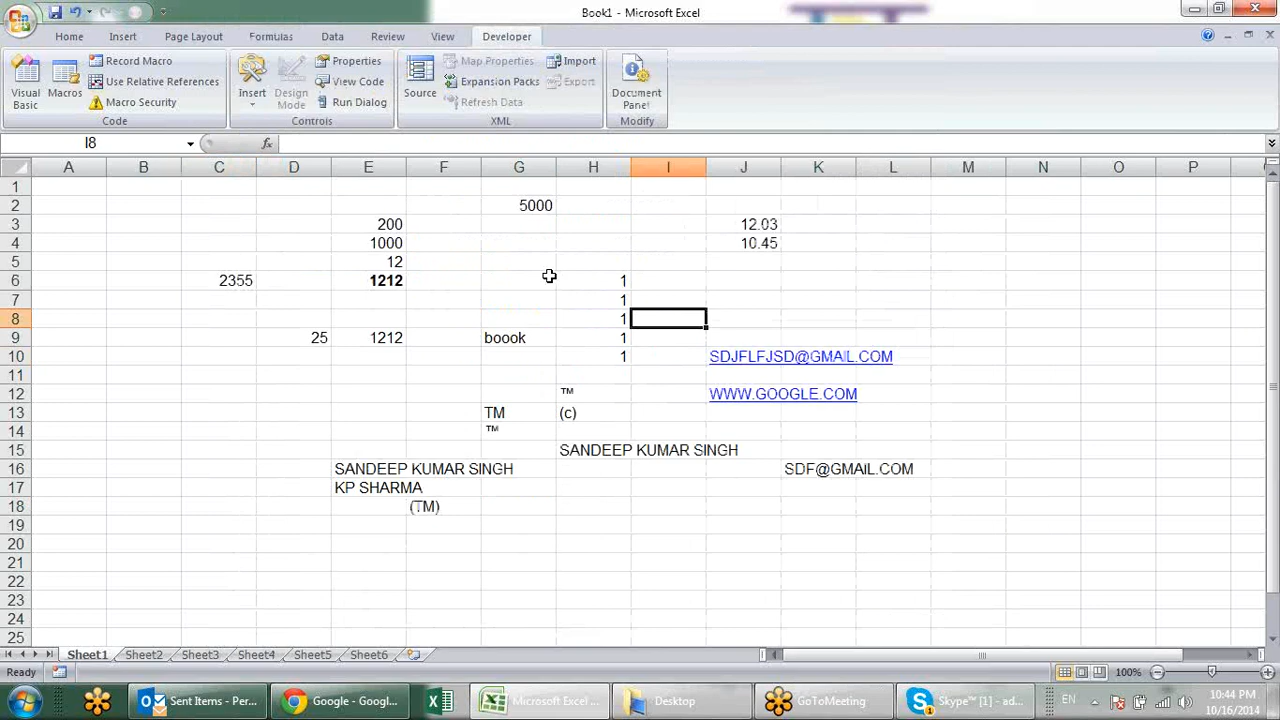 Book1 - Microsoft Excel
Home Insert Page Layout Formulas Data Review View Developer
Visual Basic
Macros
Record Macro
Use Relative References
Macro Security
Code
Insert
Design Mode
Properties
View Code
Run Dialog
Controls
Source
Map Properties
Expansion Packs
Refresh Data
Import
Export
XML
Document Panel
Modify
I8 fx
A B C D E F G H I J K L M N O P
1
2 5000
3 200 12.03
4 1000 10.45
5 12
6 2355 1212 1
7 1
8 1
9 25 1212 boook 1
10 1 SDJFLFJSD@GMAIL.COM
11
12 ™ WWW.GOOGLE.COM
13 TM (c)
14 ™
15 SANDEEP KUMAR SINGH
16 SANDEEP KUMAR SINGH SDF@GMAIL.COM
17 KP SHARMA
18 (TM)
19
20
21
22
23
24
25
Sheet1 Sheet2 Sheet3 Sheet4 Sheet5 Sheet6
Ready 100%
Sent Items - Per... Google - Googl... Microsoft Excel ... Desktop GoToMeeting Skype™ [1] - ad... EN 10:44 PM
10/16/2014